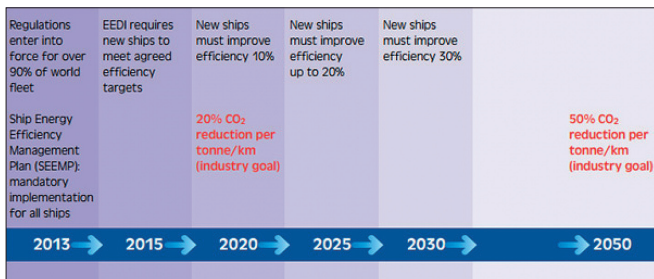 Regulations
enter into
force for over
90% of world
fleet
Ship Energy
Efficiency
Management
Plan (SEEMP):
mandatory
implementation
for all ships
EEDI requires
new ships to
meet agreed
efficiency
targets
New ships
must improve
efficiency 10%
20% CO₂
reduction per
tonne/km
(industry goal)
New ships
must improve
efficiency
up to 20%
New ships
must improve
efficiency 30%
50% CO₂
reduction per
tonne/km
(industry goal)
2013
2015
2020
2025
2030
2050